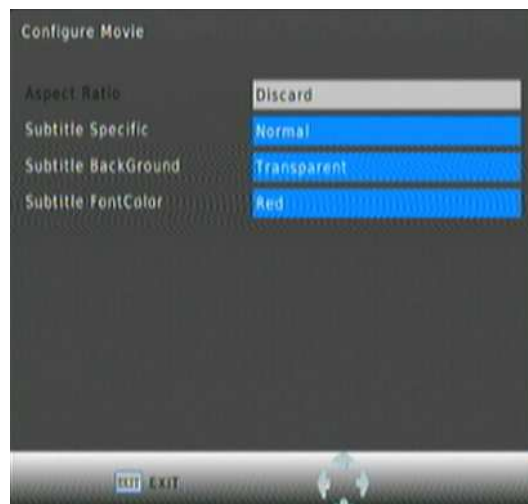 Configure Movie
Aspect Ratio Discard
Subtitle Specific Normal
Subtitle BackGround Transparent
Subtitle FontColor Red
EXIT EXIT